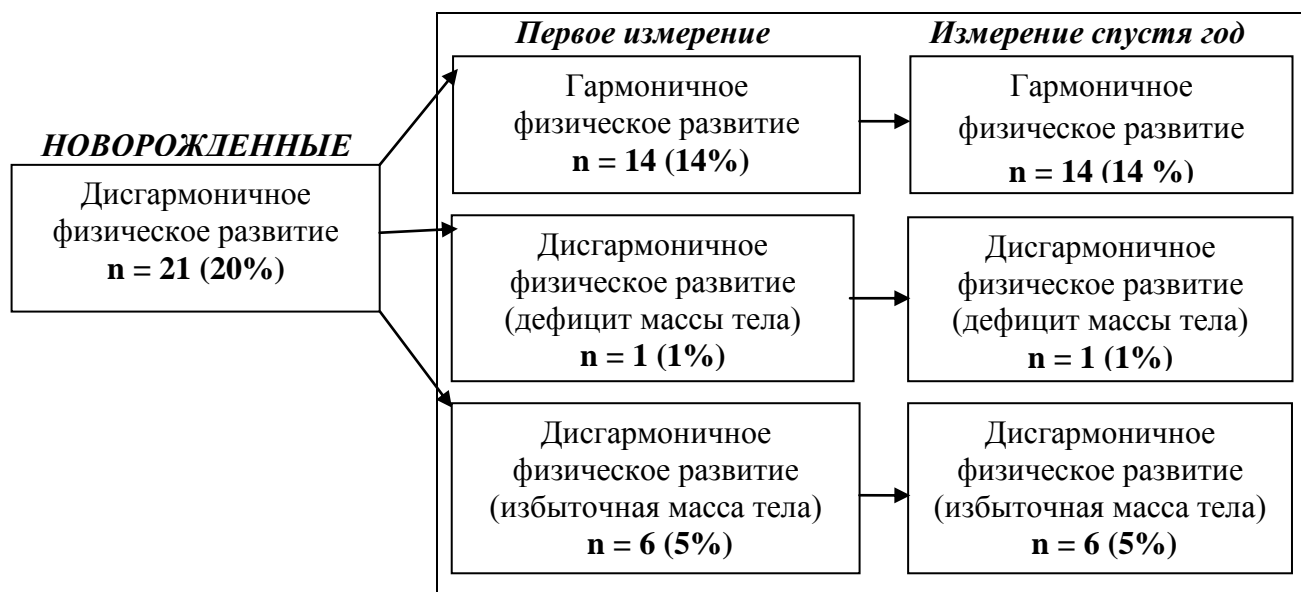 НОВОРОЖДЕННЫЕ
Дисгармоничное
физическое развитие
n = 21 (20%)
Первое измерение
Гармоничное
физическое развитие
n = 14 (14%)
Дисгармоничное
физическое развитие
(дефицит массы тела)
n = 1 (1%)
Дисгармоничное
физическое развитие
(избыточная масса тела)
n = 6 (5%)
Измерение спустя год
Гармоничное
физическое развитие
n = 14 (14 %)
Дисгармоничное
физическое развитие
(дефицит массы тела)
n = 1 (1%)
Дисгармоничное
физическое развитие
(избыточная масса тела)
n = 6 (5%)